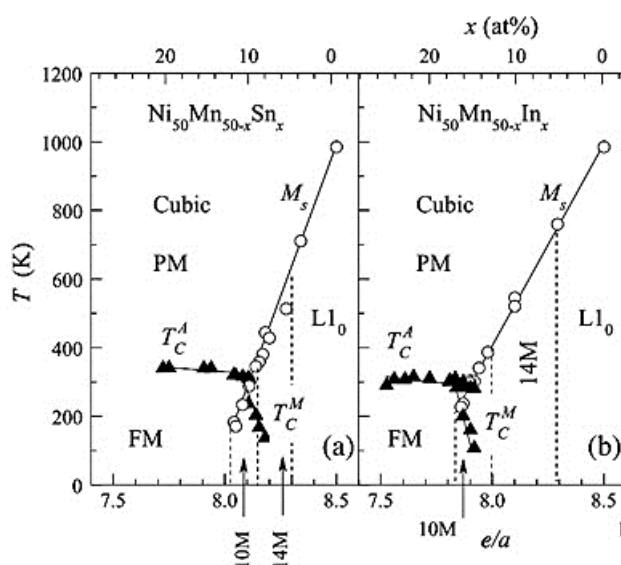 x (at%)
20 10 0 20 10 0
1200
1000
800
600
400
200
0
T (K)
Ni50Mn50-xSnx
Cubic
PM
Ms
L10
TCA
TCM
FM
(a)
Ni50Mn50-xInx
Cubic
PM
Ms
L10
14M
TCA
TCM
FM
(b)
7.5 8.0 8.5 8.0 8.5
10M
14M
10M
e/a